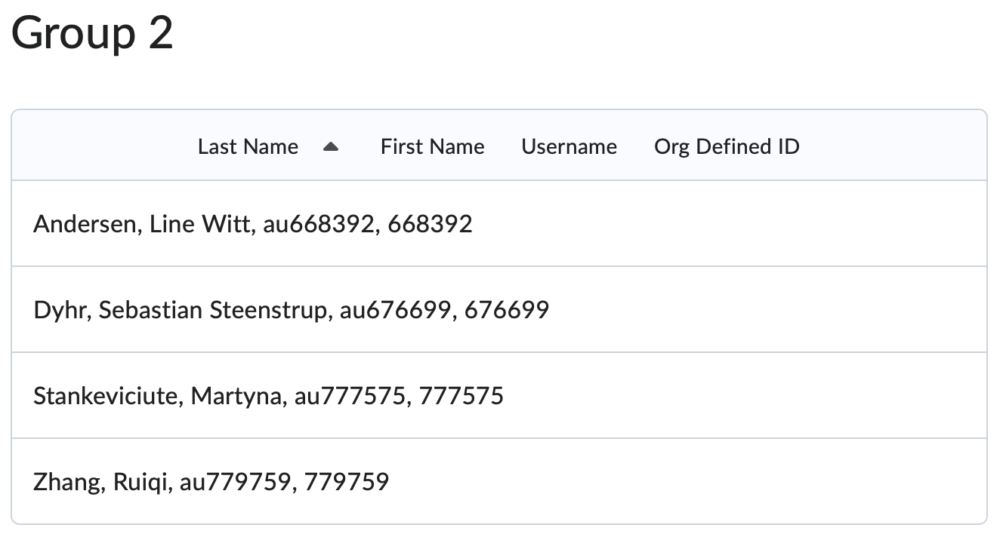 Group 2
Last Name First Name Username Org Defined ID
Andersen, Line Witt, au668392, 668392
Dyhr, Sebastian Steenstrup, au676699, 676699
Stankeviciute, Martyna, au777575, 777575
Zhang, Ruiqi, au779759, 779759